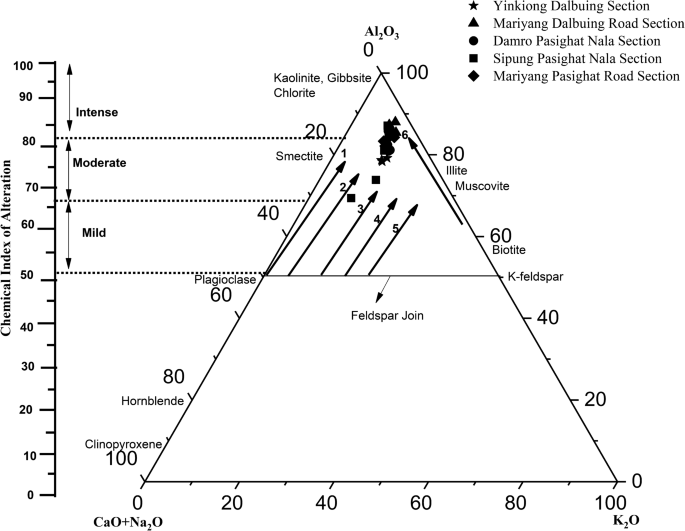 Yinkiong Dalbuing Section
Mariyang Dalbuing Road Section
Damro Pasighat Nala Section
Sipung Pasighat Nala Section
Mariyang Pasighat Road Section
Al₂O₃
0
100
Kaolinite, Gibbsite
Chlorite
20
Smectite
80
Illite
Muscovite
40
60
Biotite
Plagioclase
K-feldspar
60
Feldspar Join
40
80
Hornblende
20
Clinopyroxene
100
0
0
20
40
60
80
100
CaO+Na₂O
K₂O
1
2
3
4
5
6
Chemical Index of Alteration
100
90
80
70
60
50
40
30
20
10
0
Intense
Moderate
Mild